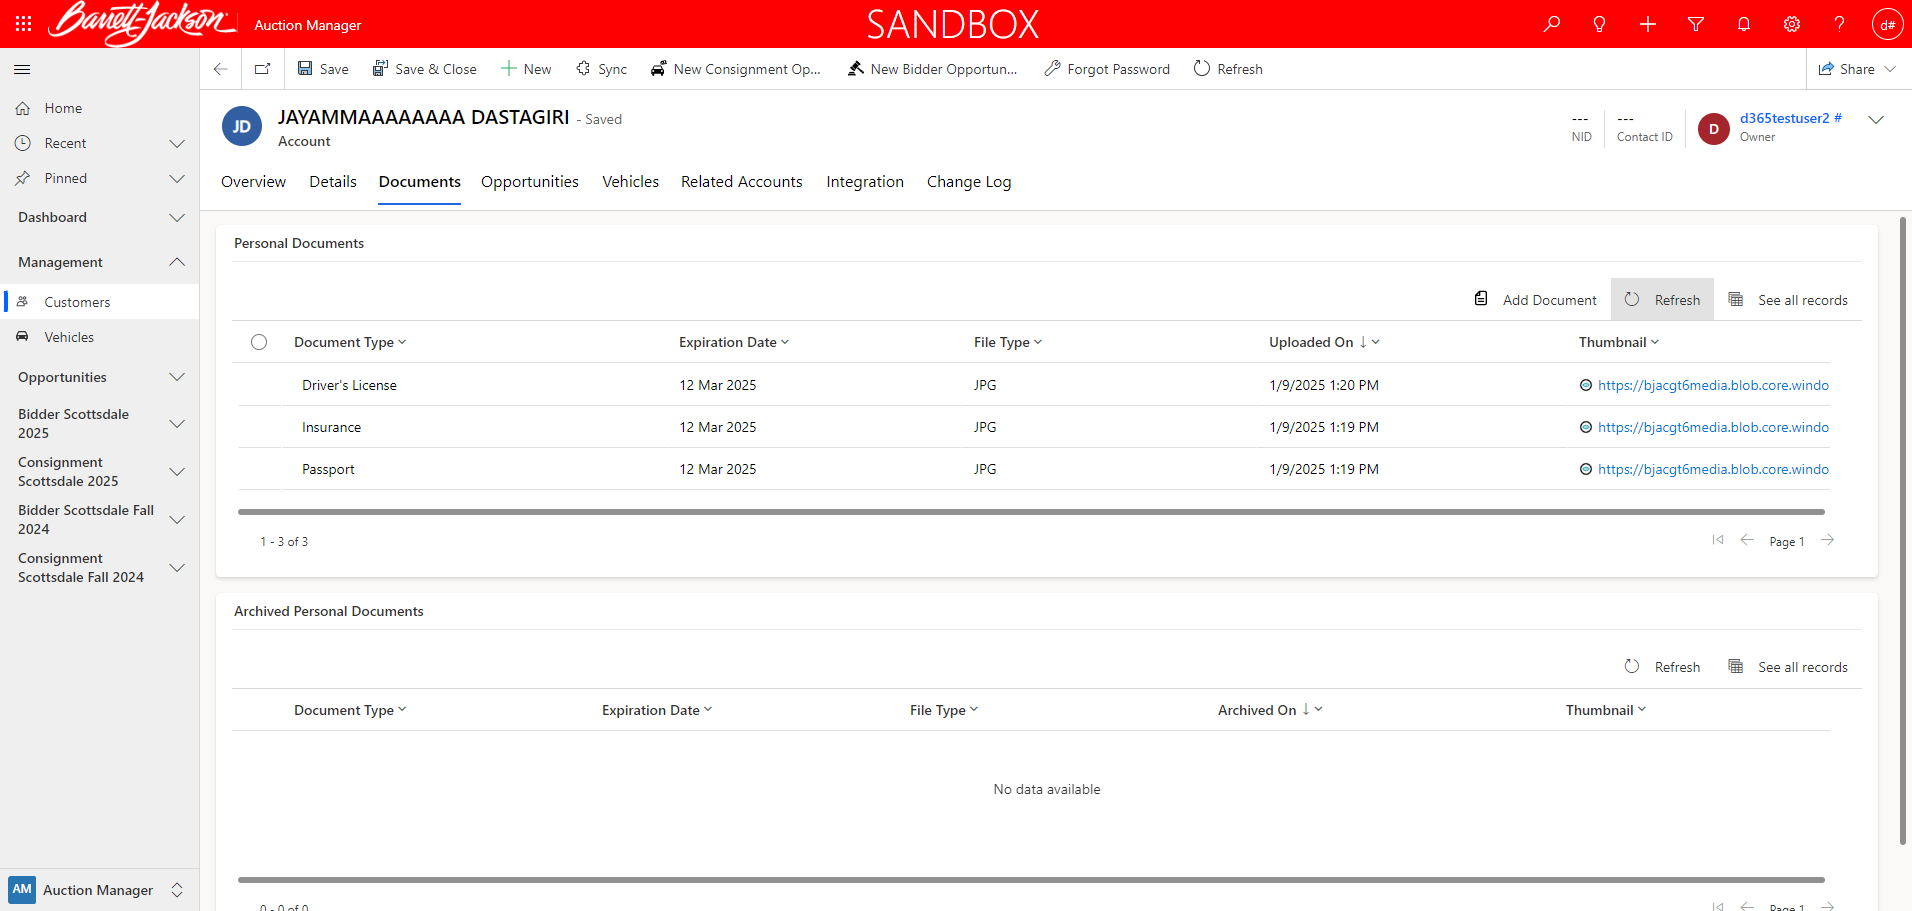 Barrett-Jackson
Auction Manager
SANDBOX
d#
Save
Save & Close
New
Sync
New Consignment Op...
New Bidder Opportun...
Forgot Password
Refresh
Share
Home
Recent
Pinned
Dashboard
Management
Customers
Vehicles
Opportunities
Bidder Scottsdale
2025
Consignment
Scottsdale 2025
Bidder Scottsdale Fall
2024
Consignment
Scottsdale Fall 2024
AM Auction Manager
JD
JAYAMMAAAAAAAA DASTAGIRI - Saved
Account
---
NID
---
Contact ID
D
d365testuser2 #
Owner
Overview Details Documents Opportunities Vehicles Related Accounts Integration Change Log
Personal Documents
Add Document Refresh See all records
Document Type Expiration Date File Type Uploaded On Thumbnail
Driver's License 12 Mar 2025 JPG 1/9/2025 1:20 PM https://bjacgt6media.blob.core.windo
Insurance 12 Mar 2025 JPG 1/9/2025 1:19 PM https://bjacgt6media.blob.core.windo
Passport 12 Mar 2025 JPG 1/9/2025 1:19 PM https://bjacgt6media.blob.core.windo
1 - 3 of 3 Page 1
Archived Personal Documents
Refresh See all records
Document Type Expiration Date File Type Archived On Thumbnail
No data available
0 - 0 of 0 Page 1